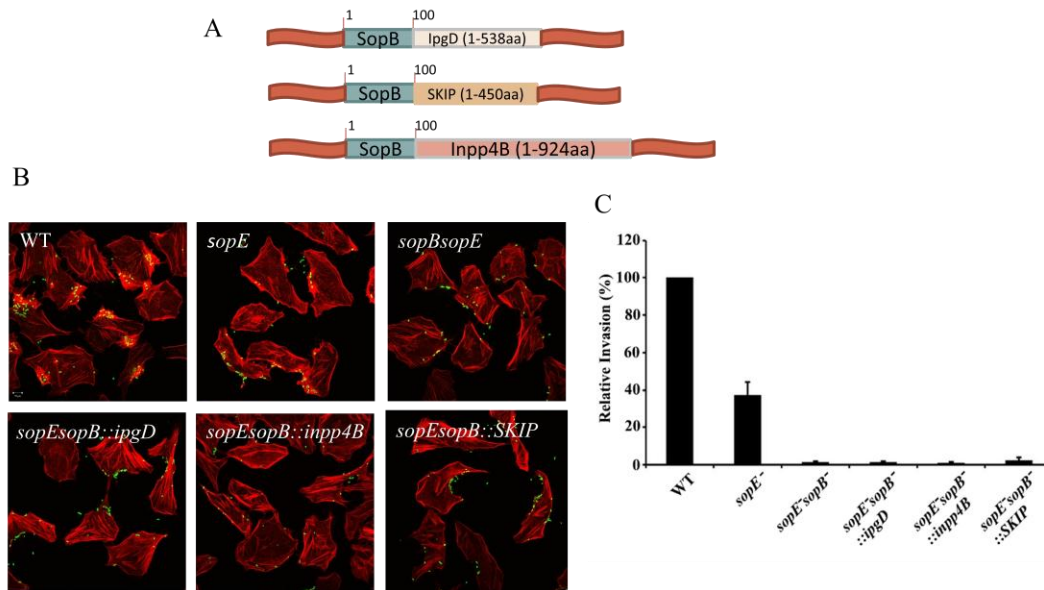 A
1 100
SopB IpgD (1-538aa)
1 100
SopB SKIP (1-450aa)
1 100
SopB Inpp4B (1-924aa)
B
WT
sopE
sopBsopE
sopEsopB::ipgD
sopEsopB::inpp4B
sopEsopB::SKIP
C
Relative Invasion (%)
120
100
80
60
40
20
0
WT
sopE-
sopE-sopB-
sopE-sopB-
::ipgD
sopE-sopB-
::inpp4B
sopE-sopB-
::SKIP